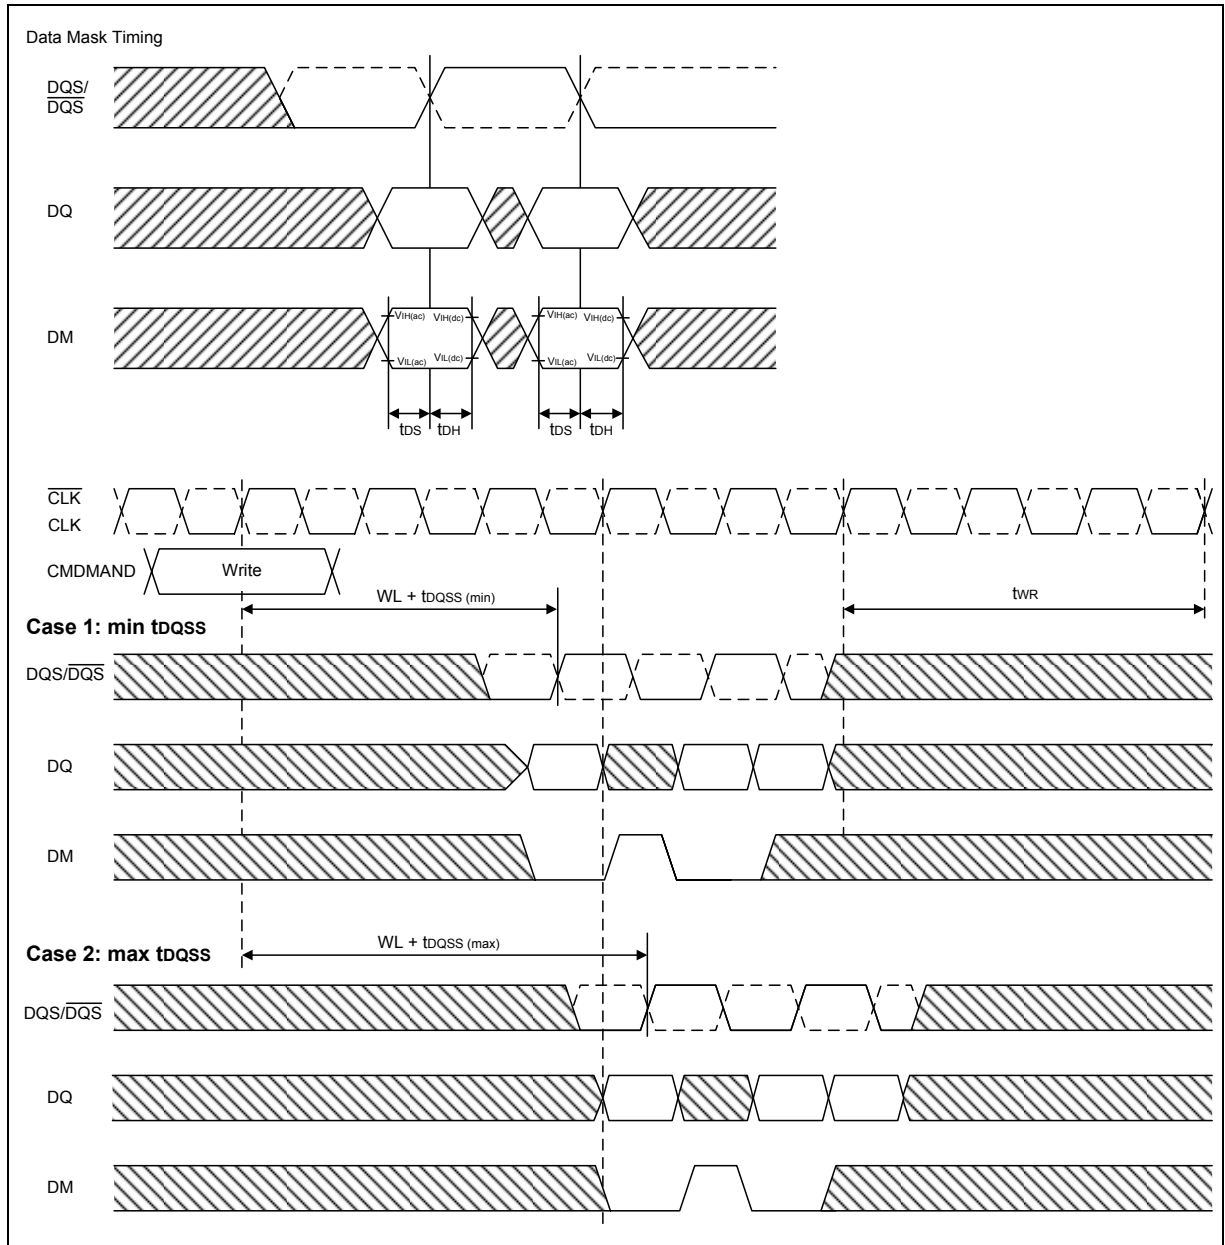 Data Mask Timing
DQS/
DQS
DQ
DM
VIH(ac) VIH(dc) VIH(ac) VIH(dc)
VIL(ac) VIL(dc) VIL(ac) VIL(dc)
tDS tDH tDS tDH
CLK
CLK
CMDMAND Write
WL + tDQSS (min) tWR
Case 1: min tDQSS
DQS/DQS
DQ
DM
WL + tDQSS (max)
Case 2: max tDQSS
DQS/DQS
DQ
DM